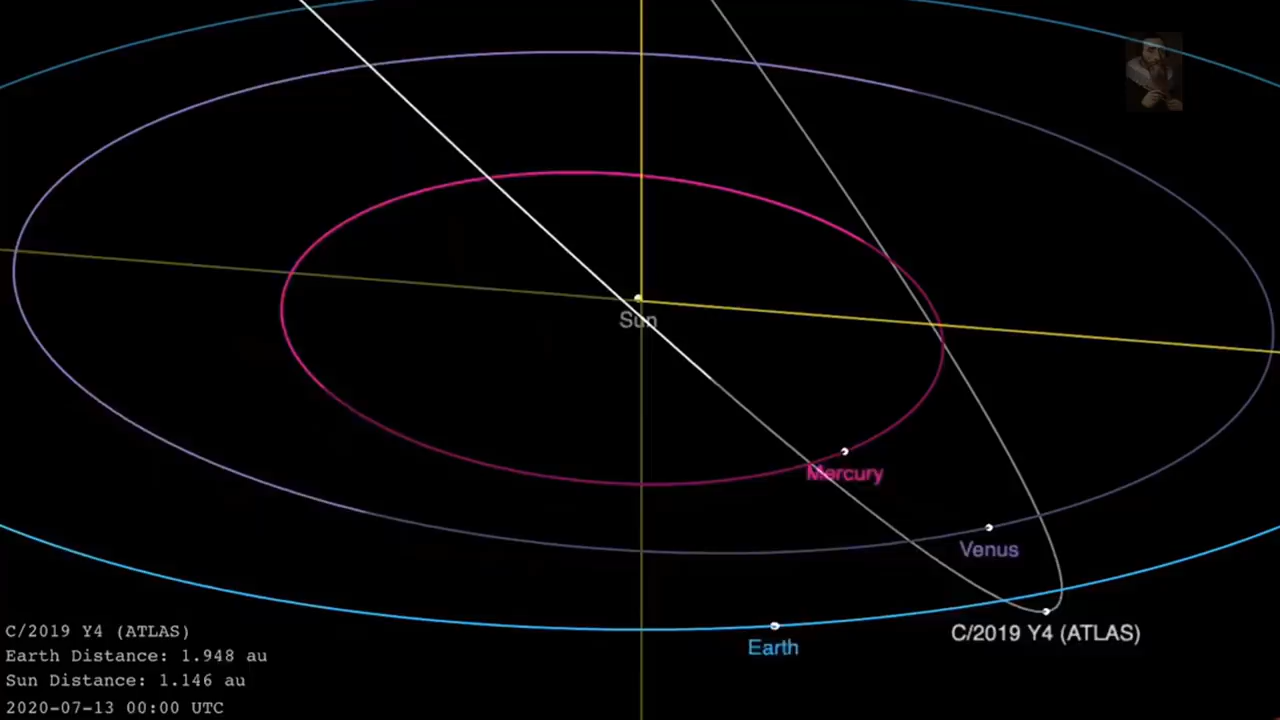 Sun
Mercury
Venus
C/2019 Y4 (ATLAS)
Earth
C/2019 Y4 (ATLAS)
Earth Distance: 1.948 au
Sun Distance: 1.146 au
2020-07-13 00:00 UTC